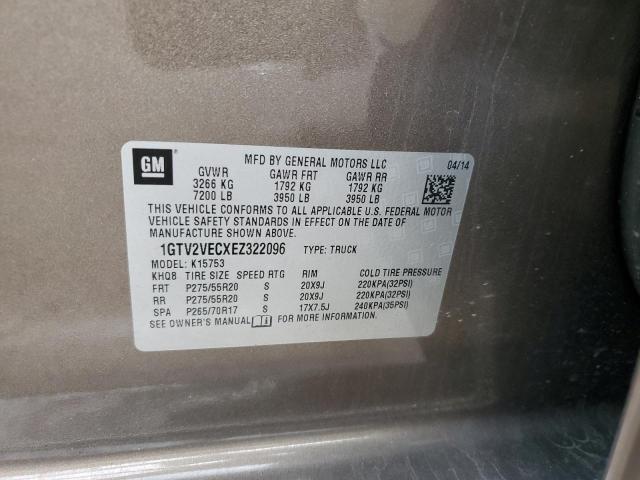 GM
MFD BY GENERAL MOTORS LLC 04/14
GVWR GAWR FRT GAWR RR
3266 KG 1792 KG 1792 KG
7200 LB 3950 LB 3950 LB
THIS VEHICLE CONFORMS TO ALL APPLICABLE U.S. FEDERAL MOTOR
VEHICLE SAFETY STANDARDS IN EFFECT ON THE DATE OF
MANUFACTURE SHOWN ABOVE.
1GTV2VECXEZ322096 TYPE: TRUCK
MODEL: K15753
KHQ8 TIRE SIZE SPEED RTG RIM COLD TIRE PRESSURE
FRT P275/55R20 S 20X9J 220KPA(32PSI)
RR P275/55R20 S 20X9J 220KPA(32PSI)
SPA P265/70R17 S 17X7.5J 240KPA(35PSI)
SEE OWNER'S MANUAL FOR MORE INFORMATION.